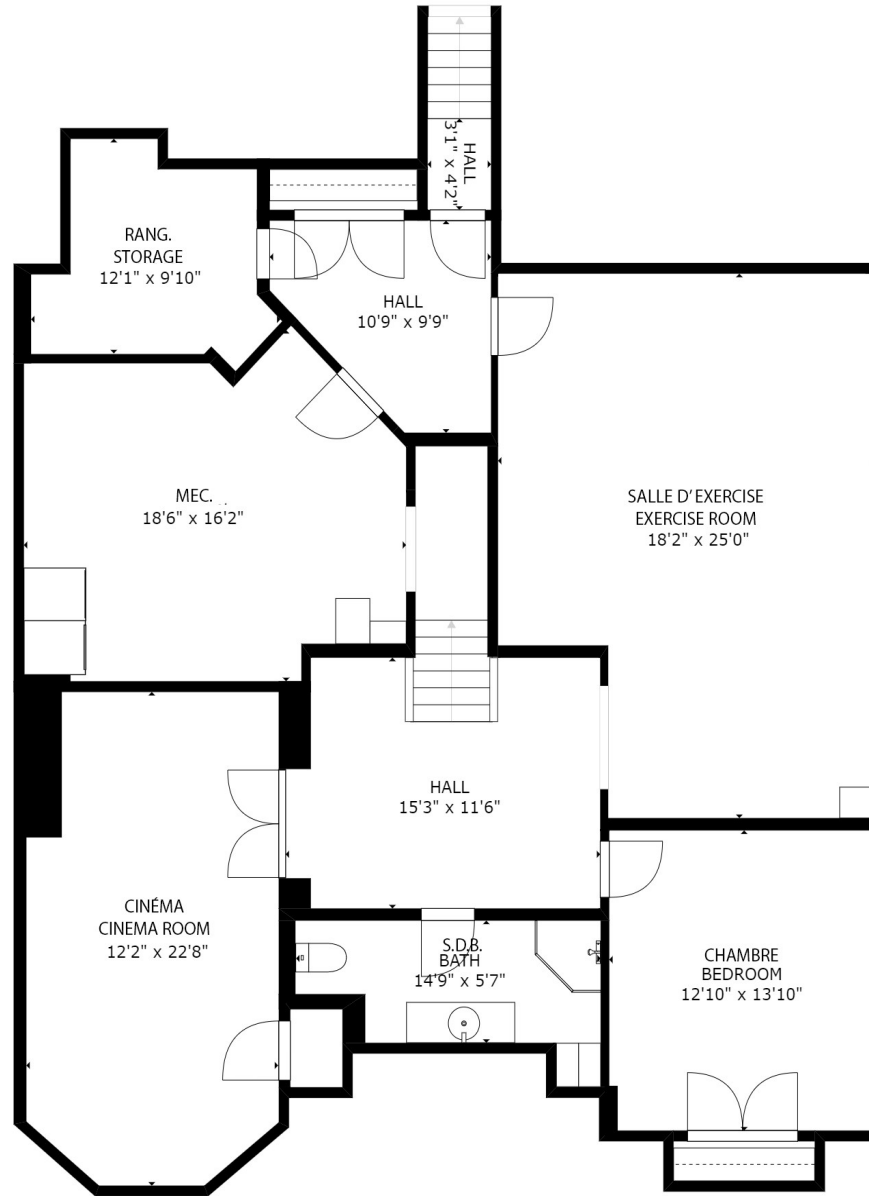 HALL
3'1" x 4'2"
RANG.
STORAGE
12'1" x 9'10"
HALL
10'9" x 9'9"
MEC.
18'6" x 16'2"
SALLE D'EXERCISE
EXERCISE ROOM
18'2" x 25'0"
HALL
15'3" x 11'6"
CINÉMA
CINEMA ROOM
12'2" x 22'8"
S.D.B.
BATH
14'9" x 5'7"
CHAMBRE
BEDROOM
12'10" x 13'10"